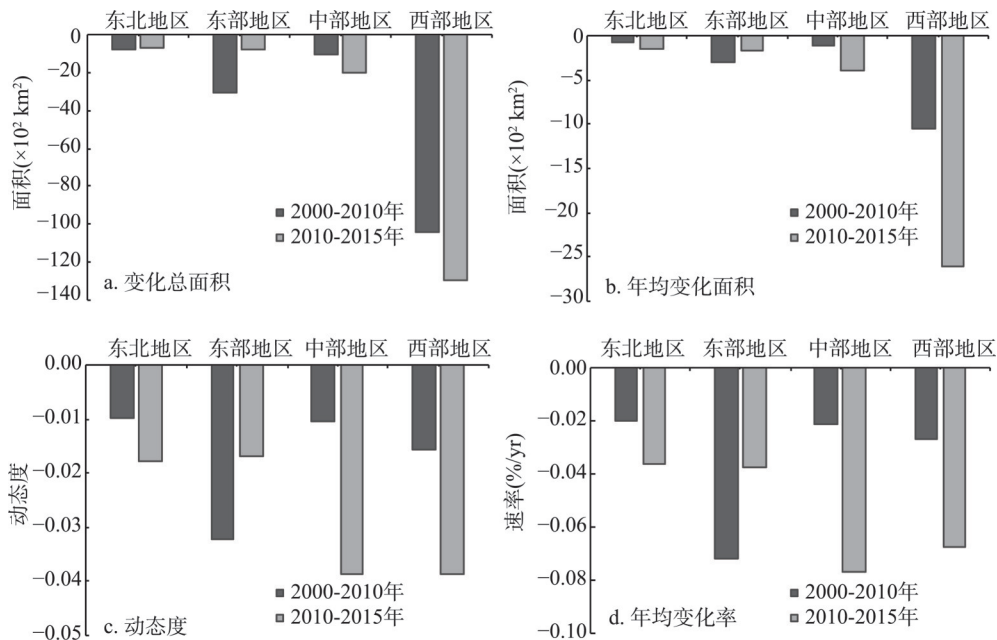 东北地区 东部地区 中部地区 西部地区
0
−20
−40
−60
−80
−100
−120
−140
面积(×10² km²)
2000-2010年
2010-2015年
a. 变化总面积
东北地区 东部地区 中部地区 西部地区
0
−5
−10
−15
−20
−25
−30
面积(×10² km²)
2000-2010年
2010-2015年
b. 年均变化面积
东北地区 东部地区 中部地区 西部地区
0.00
−0.01
−0.02
−0.03
−0.04
−0.05
动态度
2000-2010年
2010-2015年
c. 动态度
东北地区 东部地区 中部地区 西部地区
0.00
−0.02
−0.04
−0.06
−0.08
−0.10
速率(%/yr)
2000-2010年
2010-2015年
d. 年均变化率